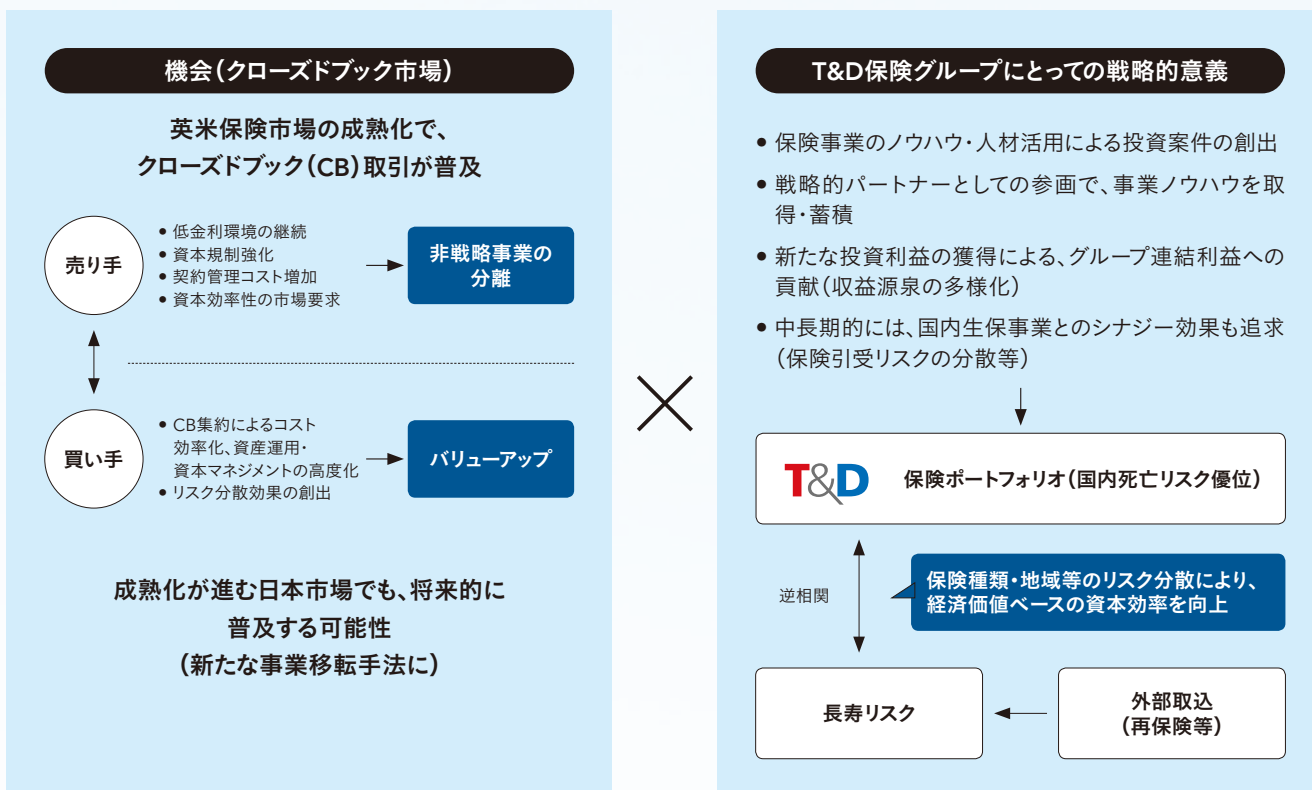 機会(クローズドブック市場)
英米保険市場の成熟化で、
クローズドブック(CB)取引が普及
売り手
• 低金利環境の継続
• 資本規制強化
• 契約管理コスト増加
• 資本効率性の市場要求
非戦略事業の
分離
買い手
• CB集約によるコスト
効率化、資産運用・
資本マネジメントの高度化
• リスク分散効果の創出
バリューアップ
成熟化が進む日本市場でも、将来的に
普及する可能性
(新たな事業移転手法に)
T&D保険グループにとっての戦略的意義
• 保険事業のノウハウ・人材活用による投資案件の創出
• 戦略的パートナーとしての参画で、事業ノウハウを取
得・蓄積
• 新たな投資利益の獲得による、グループ連結利益への
貢献(収益源泉の多様化)
• 中長期的には、国内生保事業とのシナジー効果も追求
(保険引受リスクの分散等)
T&D 保険ポートフォリオ(国内死亡リスク優位)
逆相関
保険種類・地域等のリスク分散により、
経済価値ベースの資本効率を向上
長寿リスク
外部取込
(再保険等)